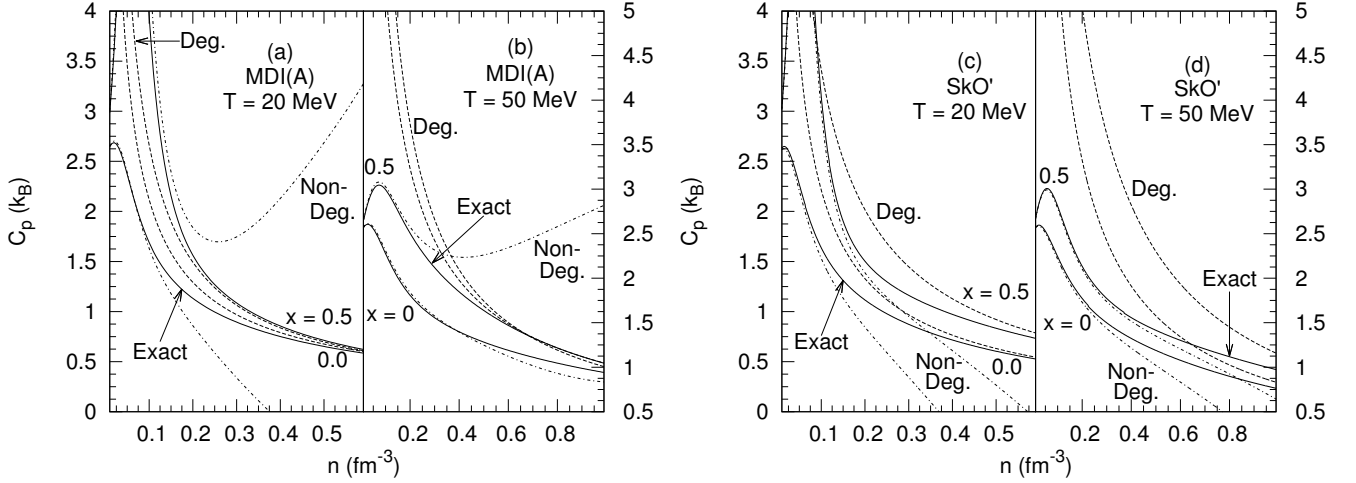 C_p (k_B)
4
3.5
3
2.5
2
1.5
1
0.5
0
Deg.
(a)
MDI(A)
T = 20 MeV
Non-
Deg.
x = 0.5
0.0
Exact
0.1 0.2 0.3 0.4 0.5
(b)
MDI(A)
T = 50 MeV
Deg.
0.5
Exact
Non-
Deg.
x = 0
0.2 0.4 0.6 0.8
5
4.5
4
3.5
3
2.5
2
1.5
1
0.5
n (fm⁻³)
C_p (k_B)
4
3.5
3
2.5
2
1.5
1
0.5
0
(c)
SkO'
T = 20 MeV
Deg.
x = 0.5
Exact
Non-
Deg.
0.0
0.1 0.2 0.3 0.4 0.5
(d)
SkO'
T = 50 MeV
0.5
Deg.
Exact
x = 0
Non-
Deg.
0.2 0.4 0.6 0.8
5
4.5
4
3.5
3
2.5
2
1.5
1
0.5
n (fm⁻³)